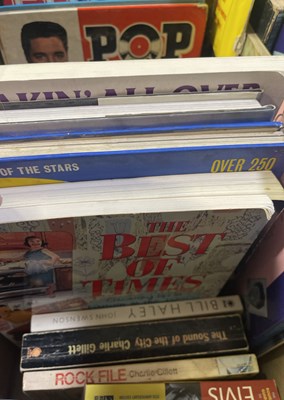 POP
AKIN' ALL OVER
OF THE STARS OVER 250
THE
BEST
OF
TIMES
BILL HALEY
JOHN SWENSON
The Sound of the City Charlie Gillett
ROCK FILE Charlie Gillett
ELVIS